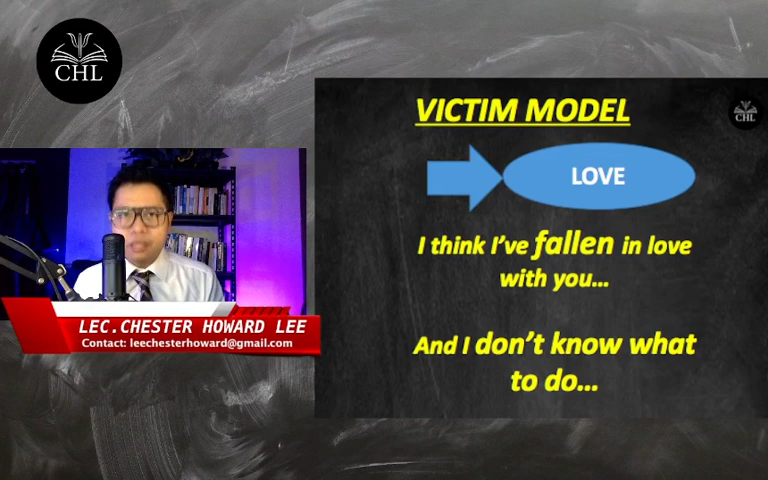 CHL
VICTIM MODEL
CHL
LOVE
I think I've fallen in love
with you...
And I don't know what
to do...
LEC.CHESTER HOWARD LEE
Contact: leechesterhoward@gmail.com